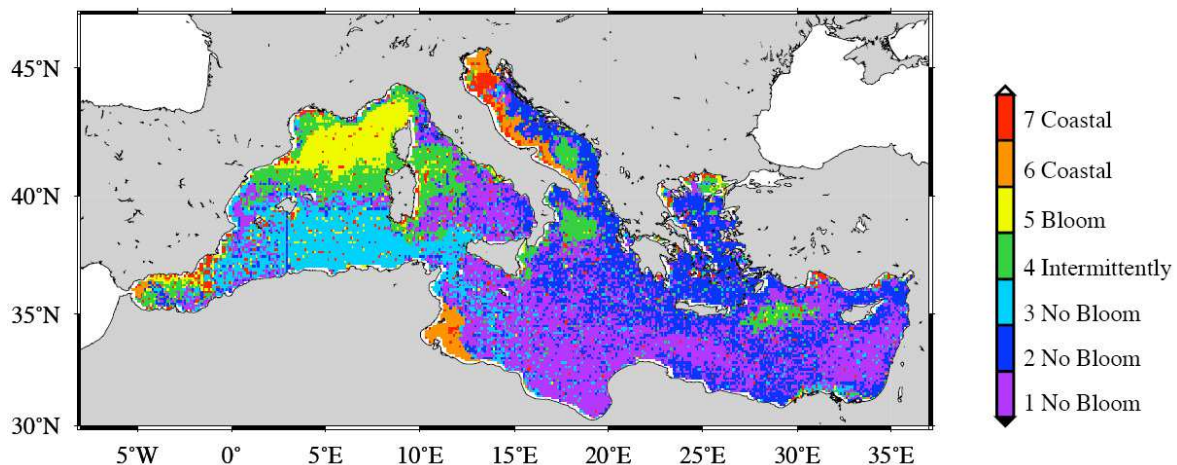 45°N
40°N
35°N
30°N
5°W 0° 5°E 10°E 15°E 20°E 25°E 30°E 35°E
7 Coastal
6 Coastal
5 Bloom
4 Intermittently
3 No Bloom
2 No Bloom
1 No Bloom